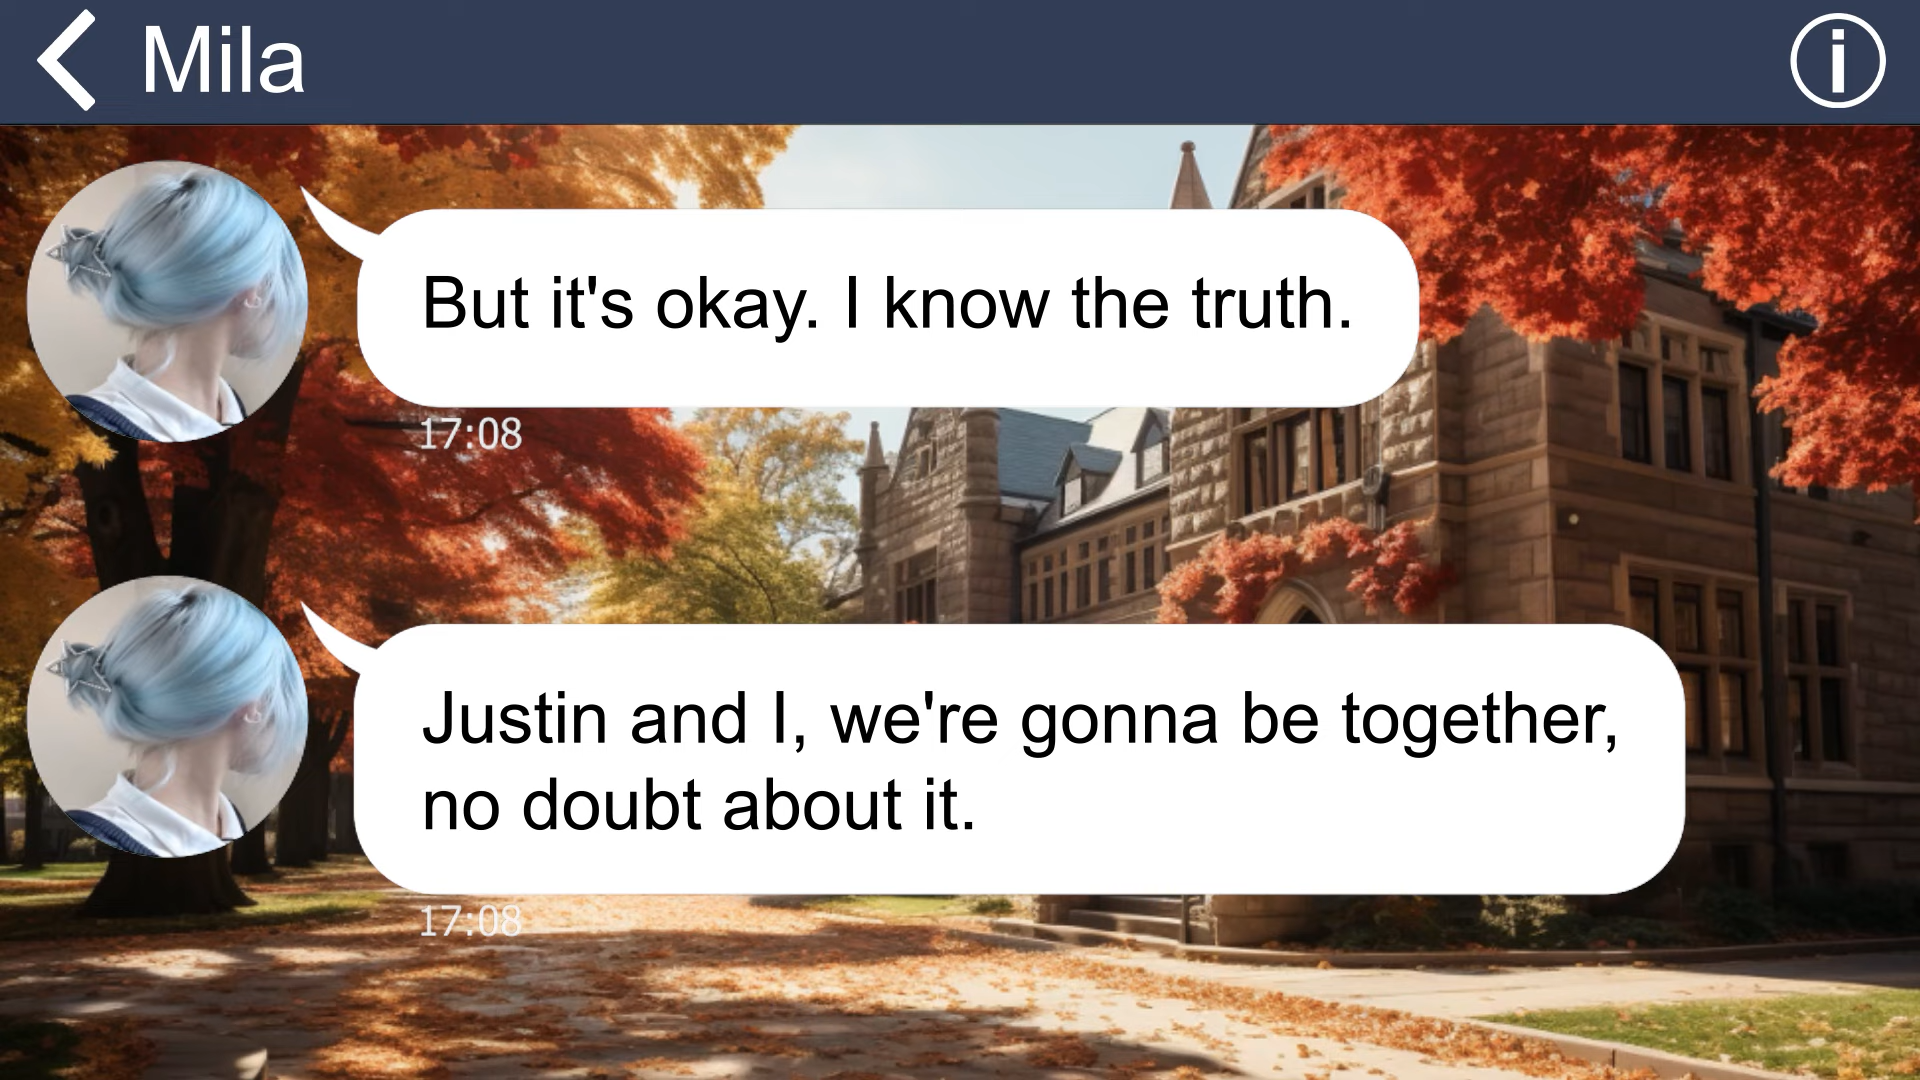 Mila
But it's okay. I know the truth.
17:08
Justin and I, we're gonna be together,
no doubt about it.
17:08